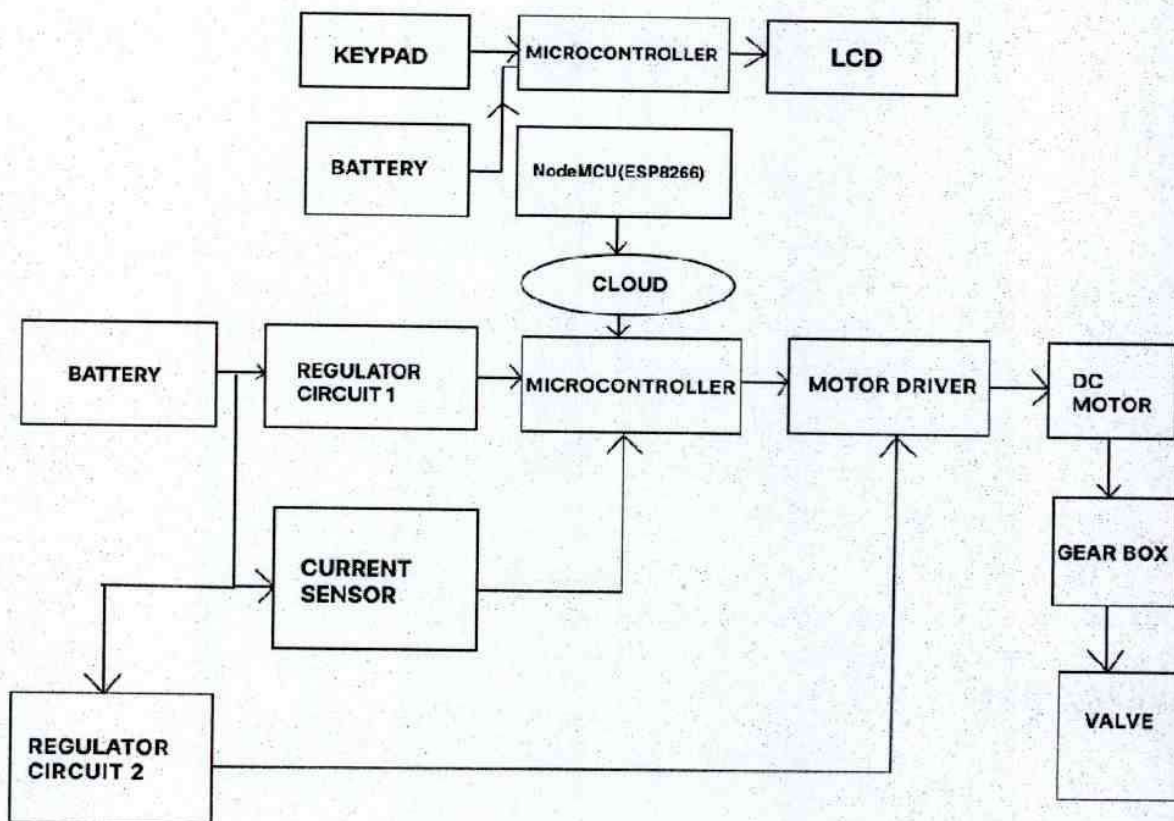 KEYPAD
MICROCONTROLLER
LCD
BATTERY
NodeMCU(ESP8266)
CLOUD
BATTERY
REGULATOR
CIRCUIT 1
MICROCONTROLLER
MOTOR DRIVER
DC
MOTOR
CURRENT
SENSOR
GEAR BOX
REGULATOR
CIRCUIT 2
VALVE